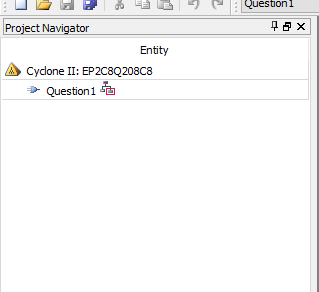 Question1
Project Navigator
Entity
Cyclone II: EP2C8Q208C8
Question1